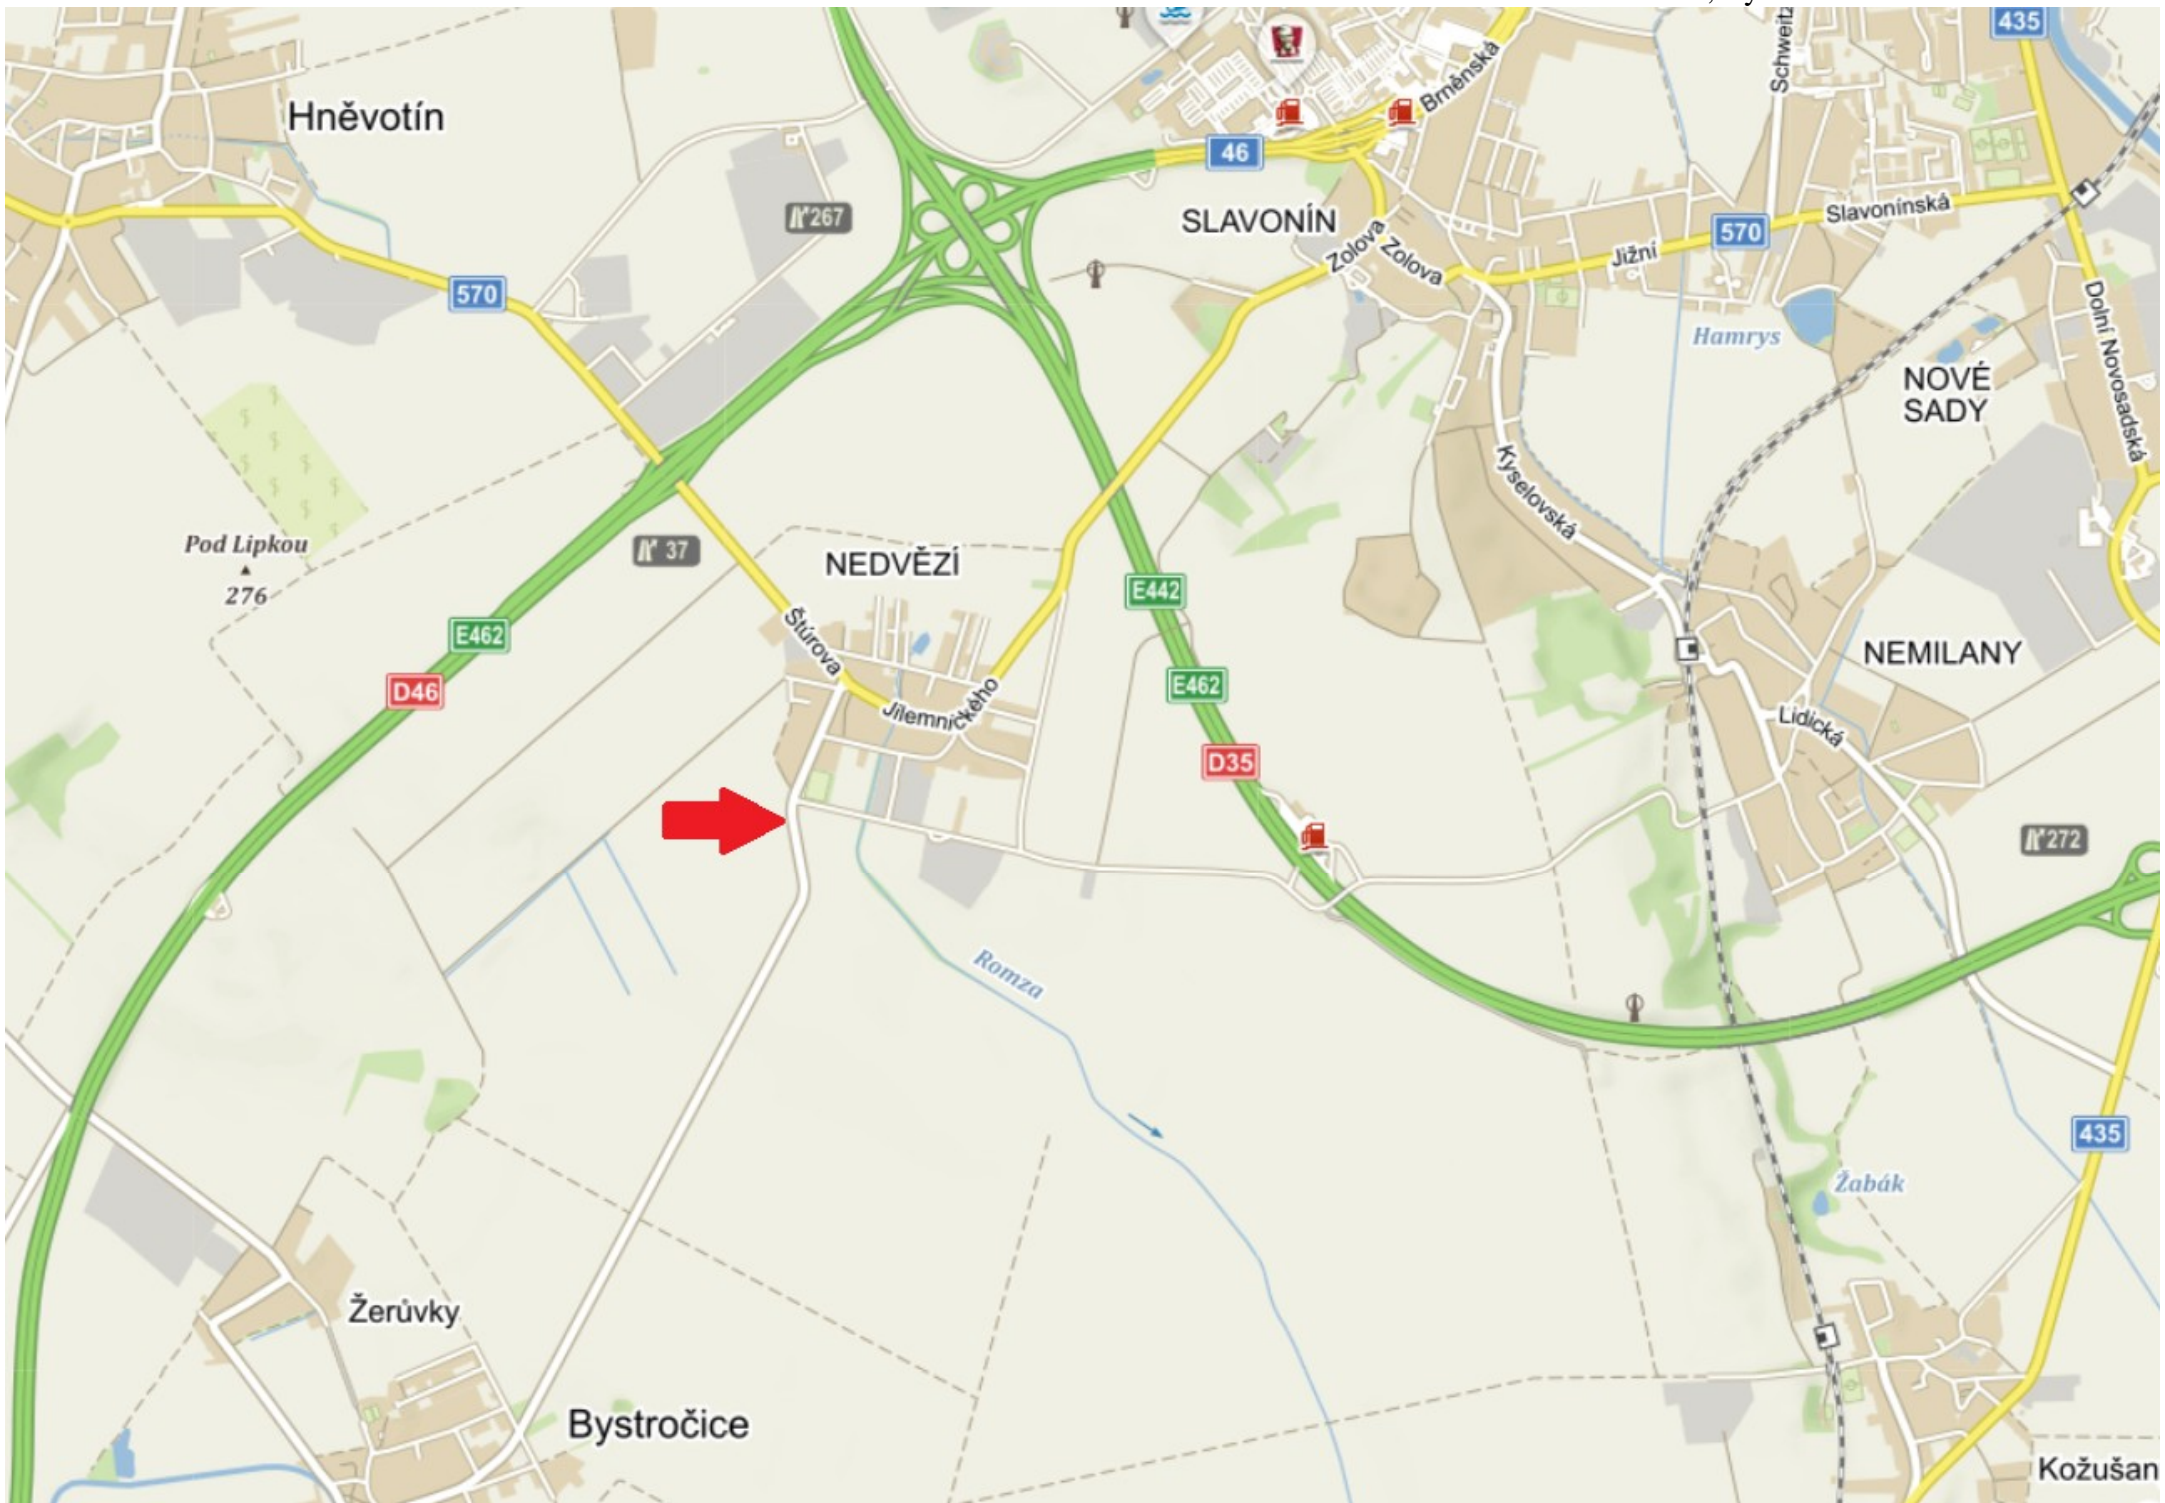 435
Schweitz
Hněvotín
Brněnská
46
267
SLAVONÍN
Slavonínská
570
Jižní
Zolova
Zolova
570
Hamrys
Dolní Novosadská
NOVÉ
SADY
Kyselovská
Pod Lipkou
276
37
NEDVĚZÍ
E442
E462
Štúrova
NEMILANY
D46
E462
Jilemnického
Lidická
D35
272
Romza
435
Žabák
Žerůvky
Bystročice
Kožušan